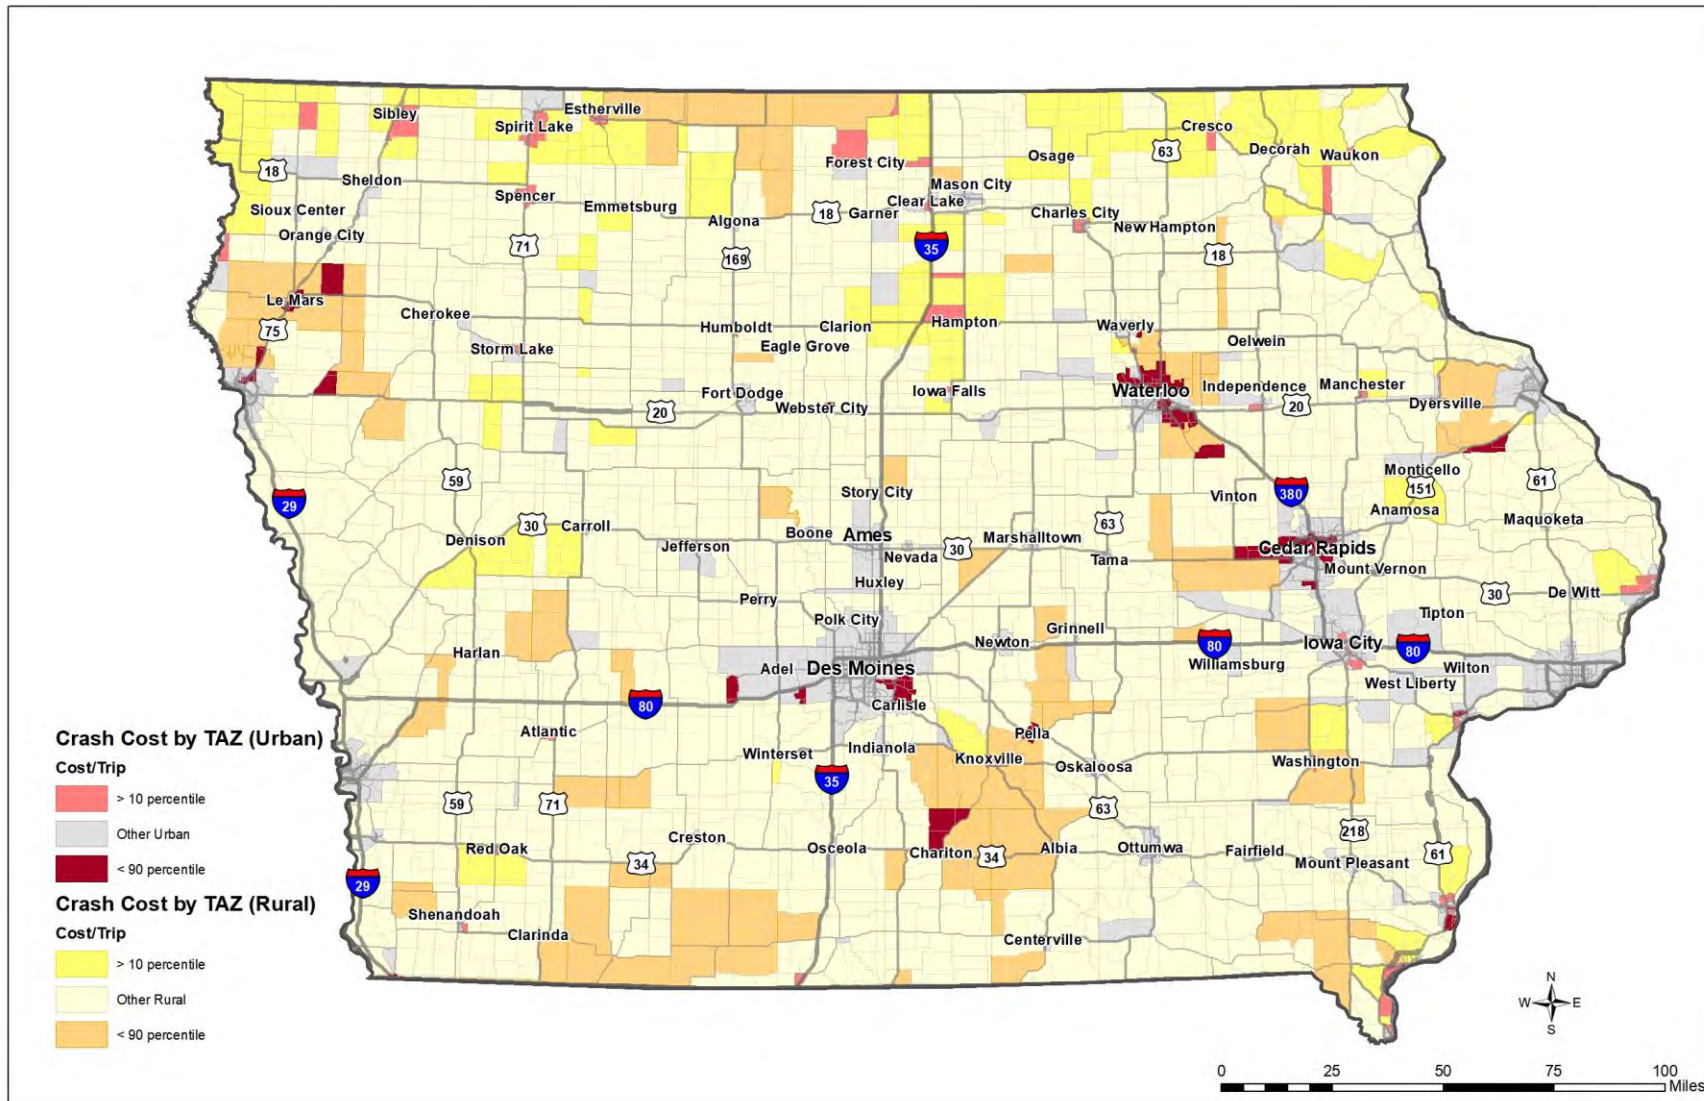 Sibley
Estherville
Spirit Lake
Cresco
63
Decorah
Waukon
Osage
Forest City
18
Sheldon
Mason City
Spencer
Clear Lake
Emmetsburg
Sioux Center
Algona
18
Garner
Charles City
New Hampton
Orange City
71
169
35
18
Le Mars
Cherokee
75
Humboldt
Clarion
Hampton
Waverly
Eagle Grove
Oelwein
Storm Lake
Fort Dodge
Iowa Falls
Waterloo
Independence
Manchester
20
Webster City
20
Dyersville
59
Monticello
Story City
Vinton
380
151
61
29
Anamosa
30
Carroll
Boone
Ames
Marshalltown
63
Maquoketa
Denison
Jefferson
Nevada
30
Tama
Cedar Rapids
Mount Vernon
Huxley
Perry
30
De Witt
Polk City
Tipton
Grinnell
Newton
80
Iowa City
80
Harlan
Adel
Des Moines
Williamsburg
Wilton
West Liberty
80
Carlisle
Atlantic
Pella
Winterset
Indianola
Knoxville
Oskaloosa
Washington
35
59
71
63
218
Creston
Red Oak
34
Osceola
Chariton
34
Albia
Ottumwa
Fairfield
Mount Pleasant
61
29
Shenandoah
Clarinda
Centerville
Crash Cost by TAZ (Urban)
Cost/Trip
> 10 percentile
Other Urban
< 90 percentile
Crash Cost by TAZ (Rural)
Cost/Trip
> 10 percentile
Other Rural
< 90 percentile
N
W E
S
0 25 50 75 100
Miles